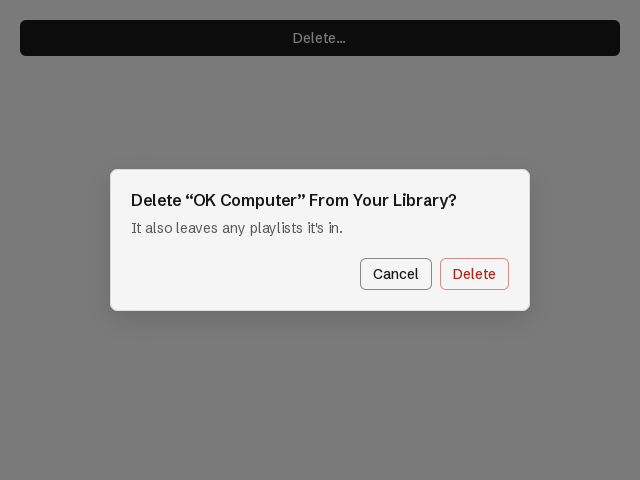 Delete...
Delete “OK Computer” From Your Library?
It also leaves any playlists it's in.
Cancel
Delete